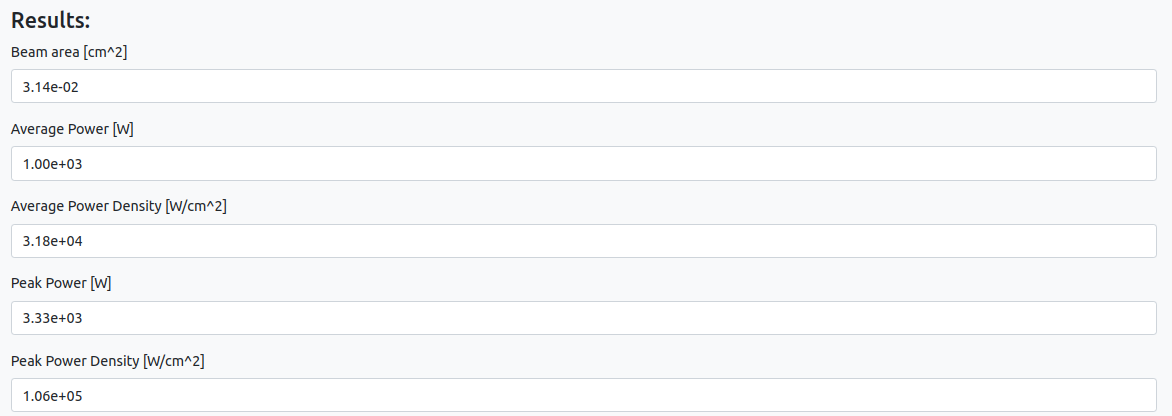 Results:
Beam area [cm^2]
3.14e-02
Average Power [W]
1.00e+03
Average Power Density [W/cm^2]
3.18e+04
Peak Power [W]
3.33e+03
Peak Power Density [W/cm^2]
1.06e+05